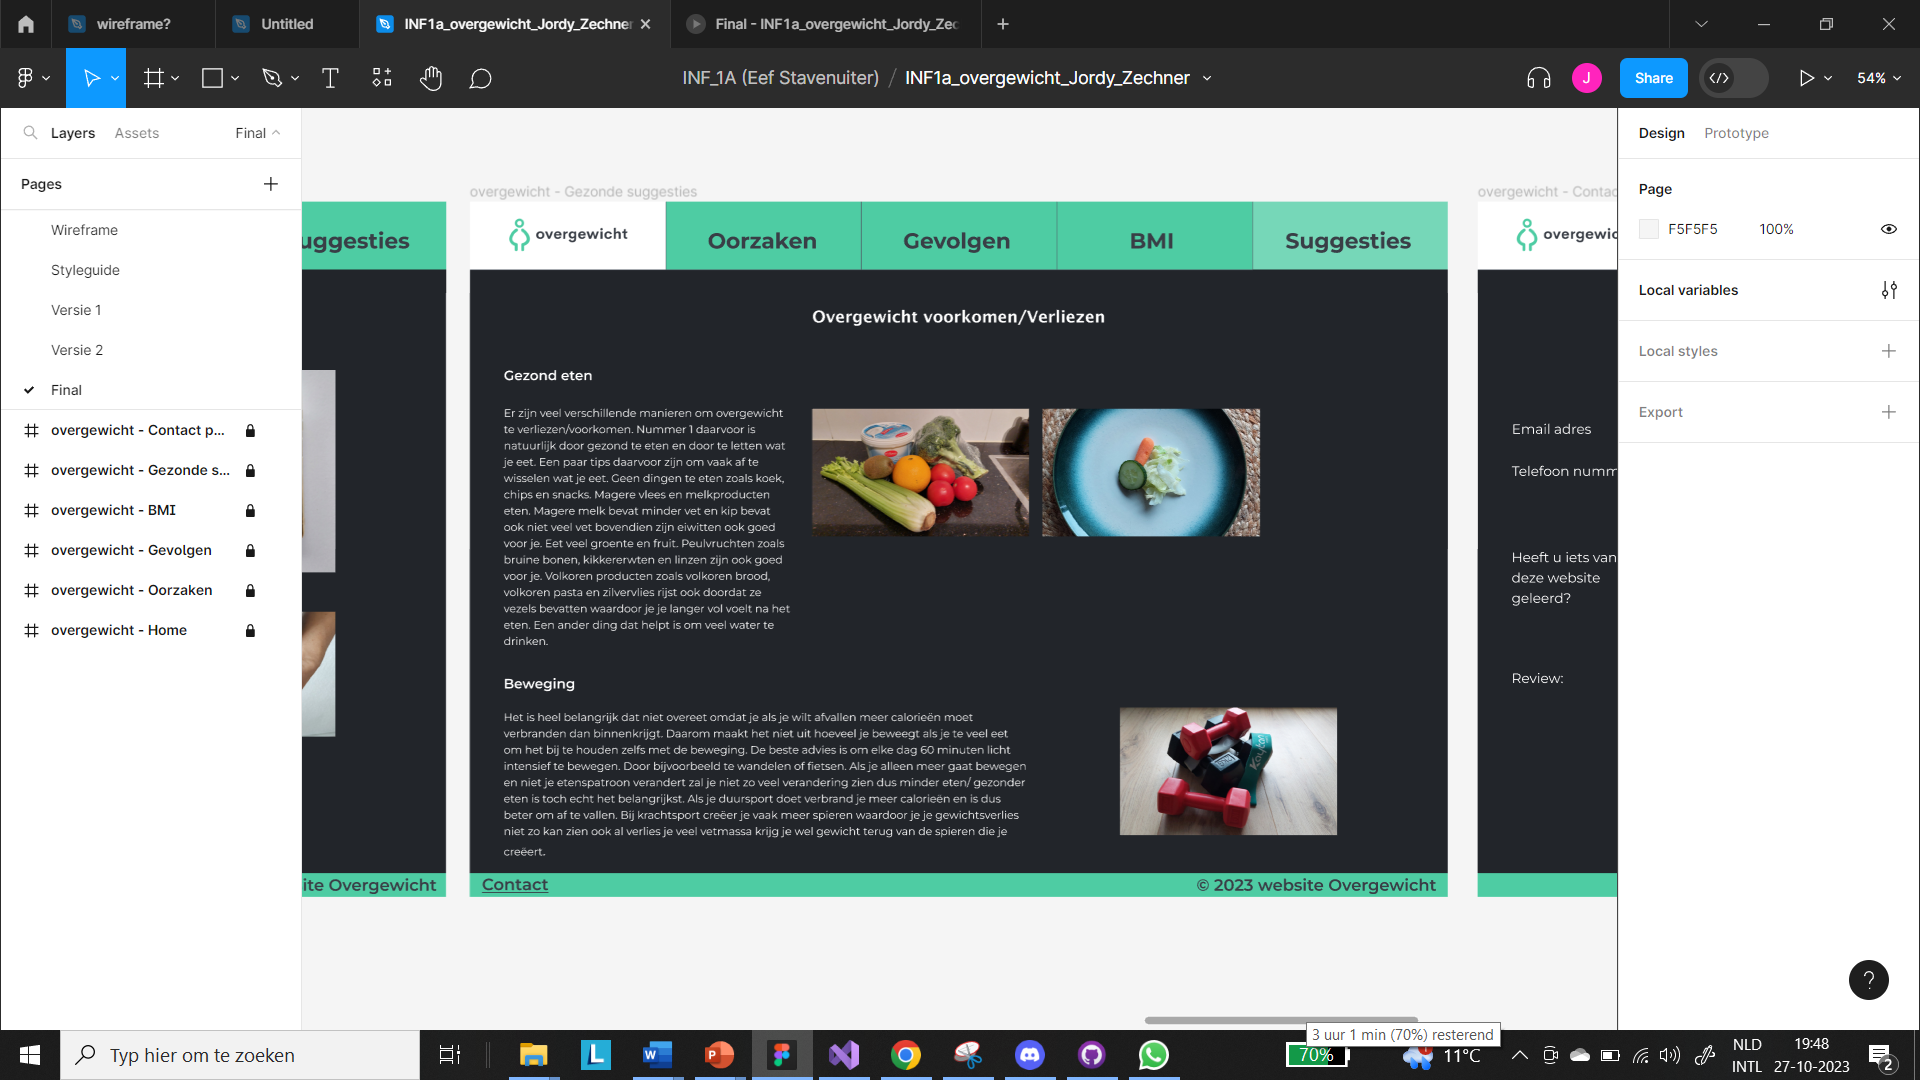 wireframe?
Untitled
INF1a_overgewicht_Jordy_Zechner
Final - INF1a_overgewicht_Jordy_Zec
INF_1A (Eef Stavenuiter) / INF1a_overgewicht_Jordy_Zechner
J
Share
54%
Layers
Assets
Final
Pages
Wireframe
Styleguide
Versie 1
Versie 2
Final
overgewicht - Contact p...
overgewicht - Gezonde s...
overgewicht - BMI
overgewicht - Gevolgen
overgewicht - Oorzaken
overgewicht - Home
uggesties
ite Overgewicht
overgewicht - Gezonde suggesties
overgewicht
Oorzaken
Gevolgen
BMI
Suggesties
Overgewicht voorkomen/Verliezen
Gezond eten
Er zijn veel verschillende manieren om overgewicht
te verliezen/voorkomen. Nummer 1 daarvoor is
natuurlijk door gezond te eten en door te letten wat
je eet. Een paar tips daarvoor zijn om vaak af te
wisselen wat je eet. Geen dingen te eten zoals koek,
chips en snacks. Magere vlees en melkproducten
eten. Magere melk bevat minder vet en kip bevat
ook niet veel vet bovendien zijn eiwitten ook goed
voor je. Eet veel groente en fruit. Peulvruchten zoals
bruine bonen, kikkererwten en linzen zijn ook goed
voor je. Volkoren producten zoals volkoren brood,
volkoren pasta en zilvervlies rijst ook doordat ze
vezels bevatten waardoor je je langer vol voelt na het
eten. Een ander ding dat helpt is om veel water te
drinken.
Beweging
Het is heel belangrijk dat niet overeet omdat je als je wilt afvallen meer calorieën moet
verbranden dan binnenkrijgt. Daarom maakt het niet uit hoeveel je beweegt als je te veel eet
om het bij te houden zelfs met de beweging. De beste advies is om elke dag 60 minuten licht
intensief te bewegen. Door bijvoorbeeld te wandelen of fietsen. Als je alleen meer gaat bewegen
en niet je etenspatroon verandert zal je niet zo veel verandering zien dus minder eten/ gezonder
eten is toch echt het belangrijkst. Als je duursport doet verbrand je meer calorieën en is dus
beter om af te vallen. Bij krachtsport creëer je vaak meer spieren waardoor je je gewichtsverlies
niet zo kan zien ook al verlies je veel vetmassa krijg je wel gewicht terug van de spieren die je
creëert.
Contact
© 2023 website Overgewicht
overgewicht - Contac
overgewic
Email adres
Telefoon numm
Heeft u iets van
deze website
geleerd?
Review:
Design
Prototype
Page
F5F5F5
100%
Local variables
Local styles
Export
?
3 uur 1 min (70%) resterend
Typ hier om te zoeken
70%
11°C
NLD
INTL
19:48
27-10-2023
2